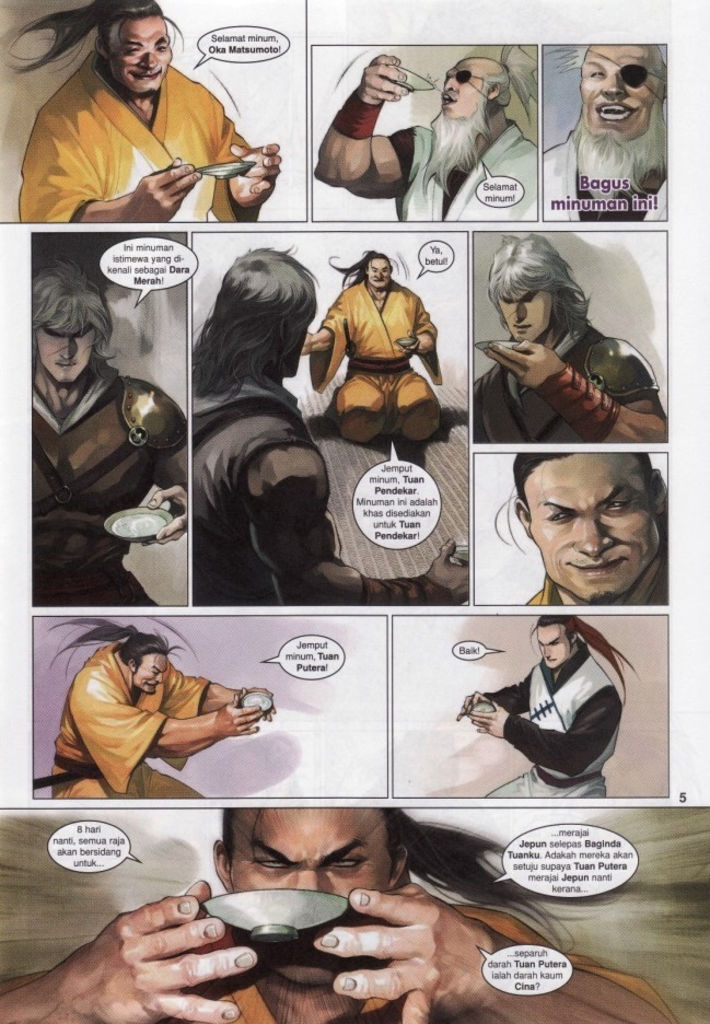 Selamat minum,
Oka Matsumoto!
Selamat
minum!
Bagus
minuman ini!
Ini minuman
istimewa yang di-
kenali sebagai Dara
Merah!
Ya,
betul!
Jemput
minum, Tuan
Pendekar.
Minuman ini adalah
khas disediakan
untuk Tuan
Pendekar!
Jemput
minum, Tuan
Putera!
Baik!
5
8 hari
nanti, semua raja
akan bersidang
untuk...
...merajai
Jepun selepas Baginda
Tuanku. Adakah mereka akan
setuju supaya Tuan Putera
merajai Jepun nanti
kerana...
...separuh
darah Tuan Putera
ialah darah kaum
Cina?